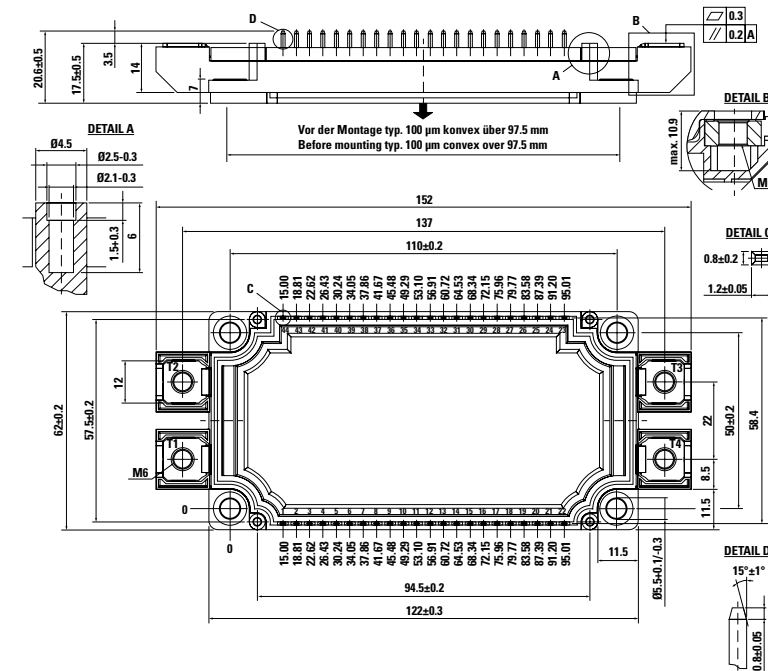 D
B
0.3
0.2 A
20.6±0.5
3.5
17.5±0.5
14
7
A
Vor der Montage typ. 100 µm konvex über 97.5 mm
Before mounting typ. 100 µm convex over 97.5 mm
DETAIL B
max. 10.9
DETAIL A
Ø4.5
Ø2.5-0.3
Ø2.1-0.3
1.5+0.3
6
152
137
110±0.2
DETAIL C
0.8±0.2
1.2±0.05
C
15.00 18.81 22.62 26.43 30.24 34.05 37.86 41.67 45.48 49.29 53.10 56.91 60.72 64.53 68.34 72.15 75.96 79.77 83.58 87.39 91.20 95.01
44 43 42 41 40 39 38 37 36 35 34 33 32 31 30 29 28 27 26 25 24 23
T2
T3
12
62±0.2
57.5±0.2
22
50±0.2
58.4
T1
T4
M6
8.5
11.5
0
1 2 3 4 5 6 7 8 9 10 11 12 13 14 15 16 17 18 19 20 21 22
0
15.00 18.81 22.62 26.43 30.24 34.05 37.86 41.67 45.48 49.29 53.10 56.91 60.72 64.53 68.34 72.15 75.96 79.77 83.58 87.39 91.20 95.01
11.5
Ø5.5+0.1/-0.3
94.5±0.2
122±0.3
DETAIL D
15°±1°
0.8±0.05